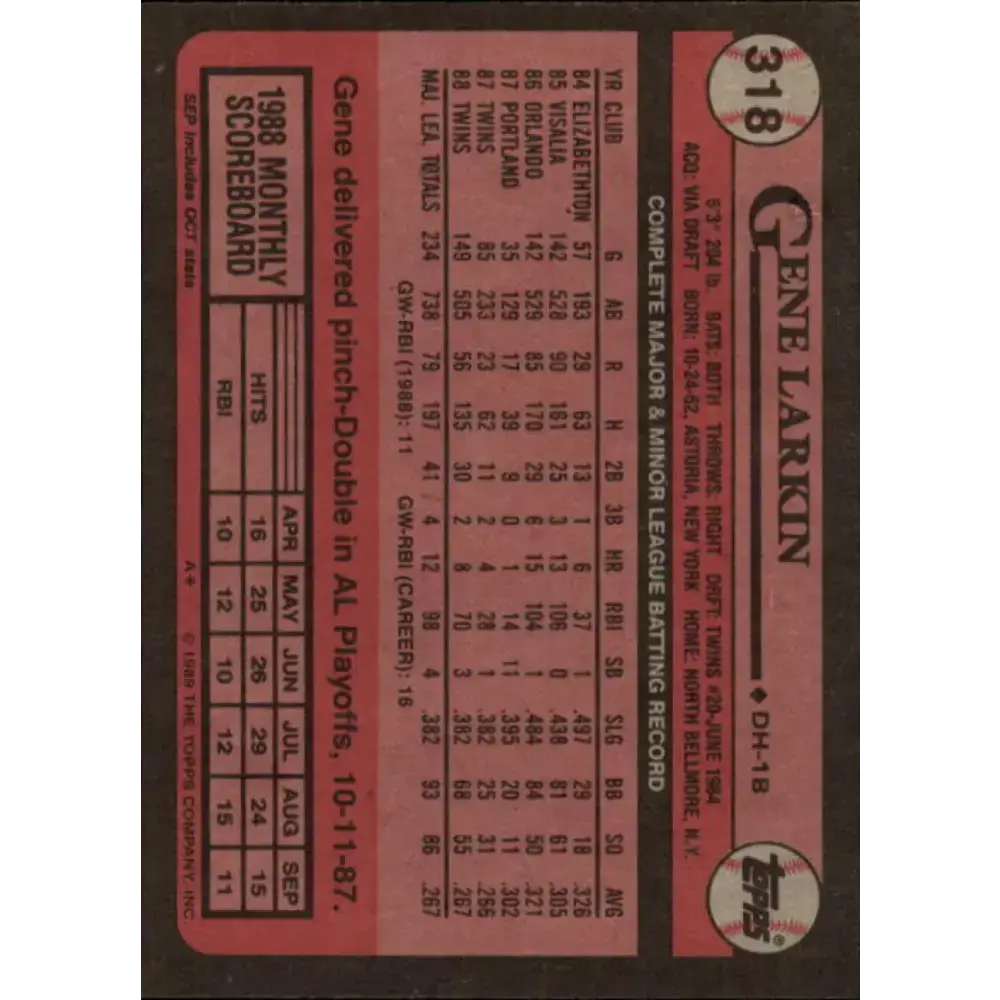 318
GENE LARKIN ◆ DH-1B
Topps®
6'3" 204 lb. BATS: BOTH THROWS: RIGHT DRFT: TWINS #20-JUNE 1984
ACQ: VIA DRAFT BORN: 10-24-62, ASTORIA, NEW YORK HOME: NORTH BELLMORE, N.Y.
COMPLETE MAJOR & MINOR LEAGUE BATTING RECORD
YR CLUB G AB R H 2B 3B HR RBI SB SLG BB SO AVG
84 ELIZABETHTON 57 193 29 63 13 1 6 37 1 .497 29 18 .326
85 VISALIA 142 528 90 161 25 3 13 106 0 .438 81 61 .305
86 ORLANDO 142 529 85 170 29 6 15 104 1 .484 84 50 .321
87 PORTLAND 35 129 17 39 9 0 1 14 11 .395 20 11 .302
87 TWINS 85 233 23 62 11 2 4 28 1 .382 25 31 .266
88 TWINS 149 505 56 135 30 2 8 70 3 .382 68 55 .267
MAJ. LEA. TOTALS 234 738 79 197 41 4 12 98 4 .382 93 86 .267
GW-RBI (1988): 11 GW-RBI (CAREER): 16
Gene delivered pinch-Double in AL Playoffs, 10-11-87.
1988 MONTHLY
SCOREBOARD
APR MAY JUN JUL AUG SEP
HITS 16 25 26 29 24 15
RBI 10 12 10 12 15 11
SEP includes OCT stats
A* © 1989 THE TOPPS COMPANY, INC.